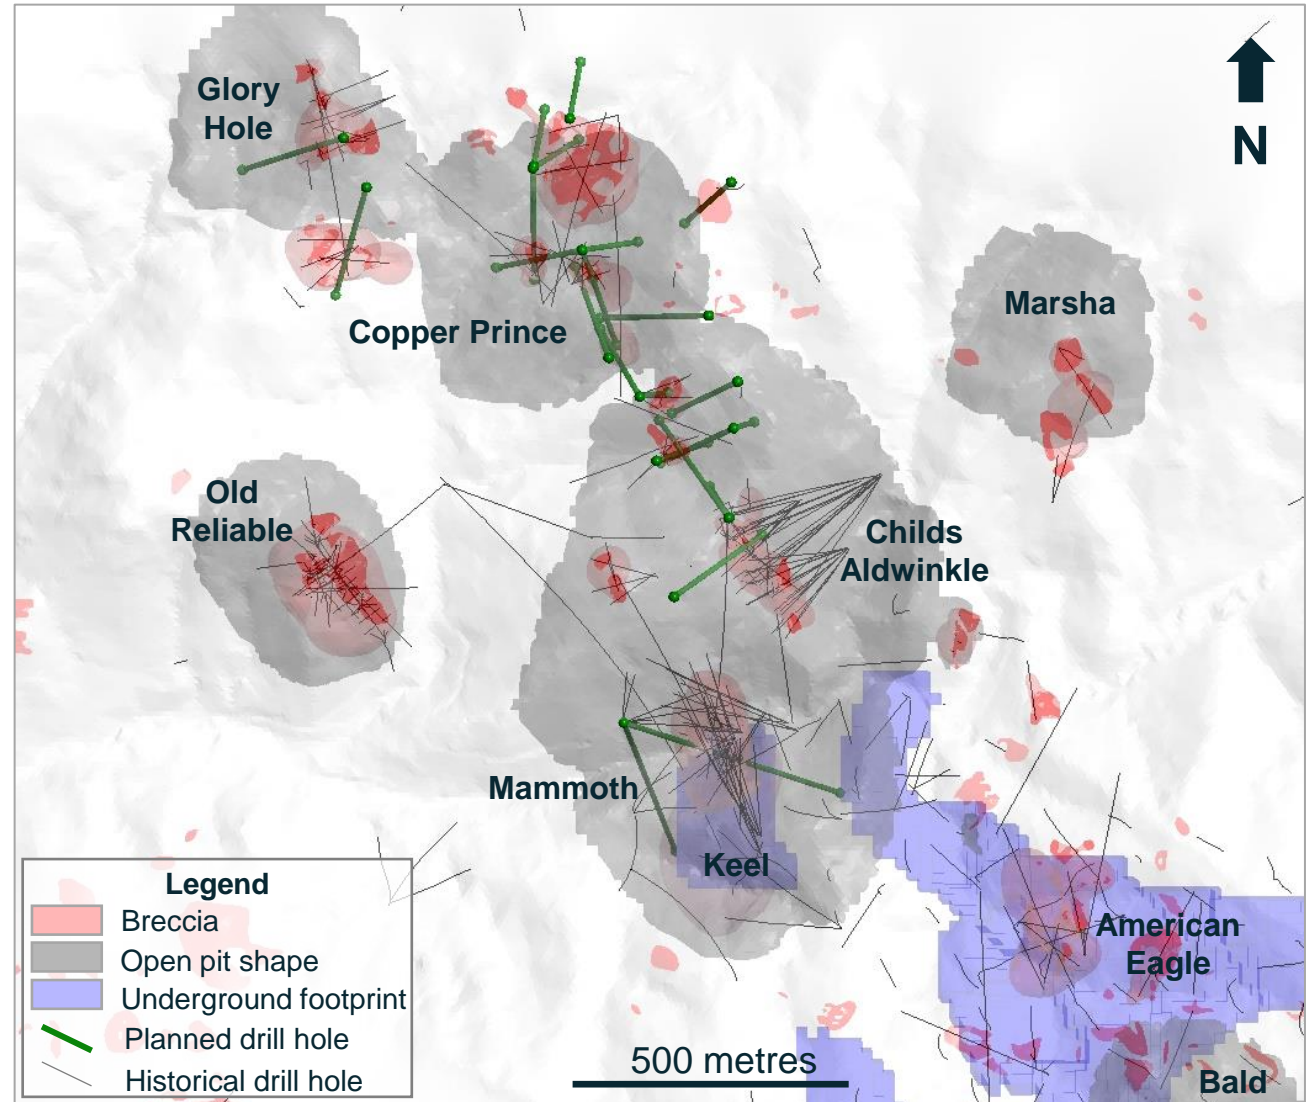 Glory
Hole
N
Marsha
Copper Prince
Old
Reliable
Childs
Aldwinkle
Mammoth
Keel
American
Eagle
Bald
Legend
Breccia
Open pit shape
Underground footprint
Planned drill hole
Historical drill hole
500 metres